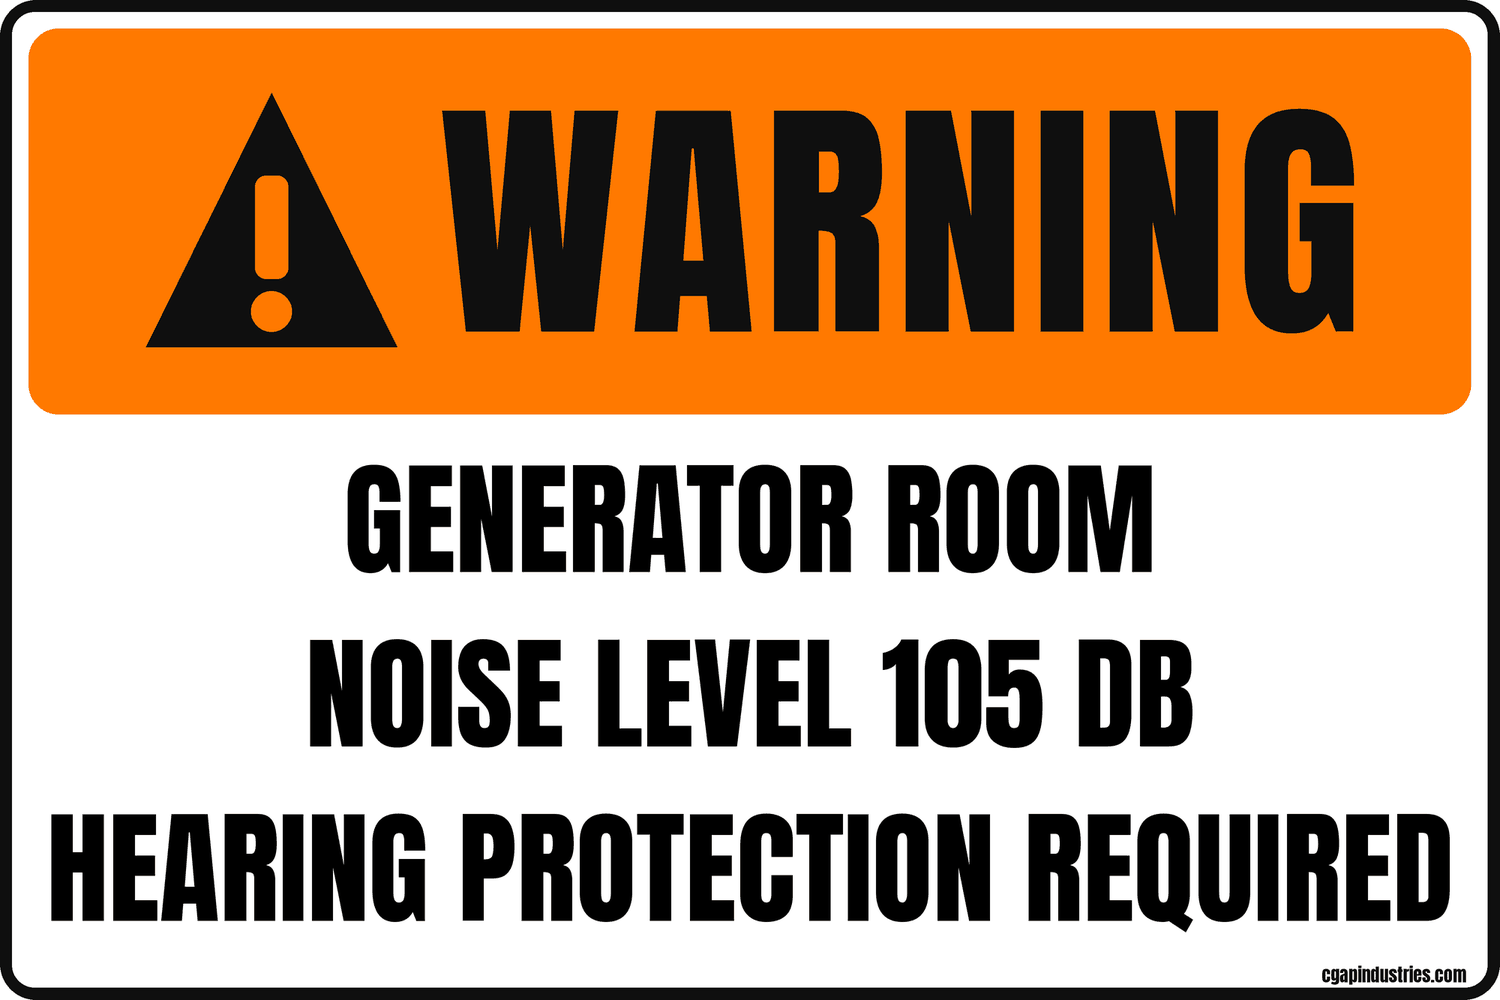 WARNING
GENERATOR ROOM
NOISE LEVEL 105 DB
HEARING PROTECTION REQUIRED
cgapindustries.com